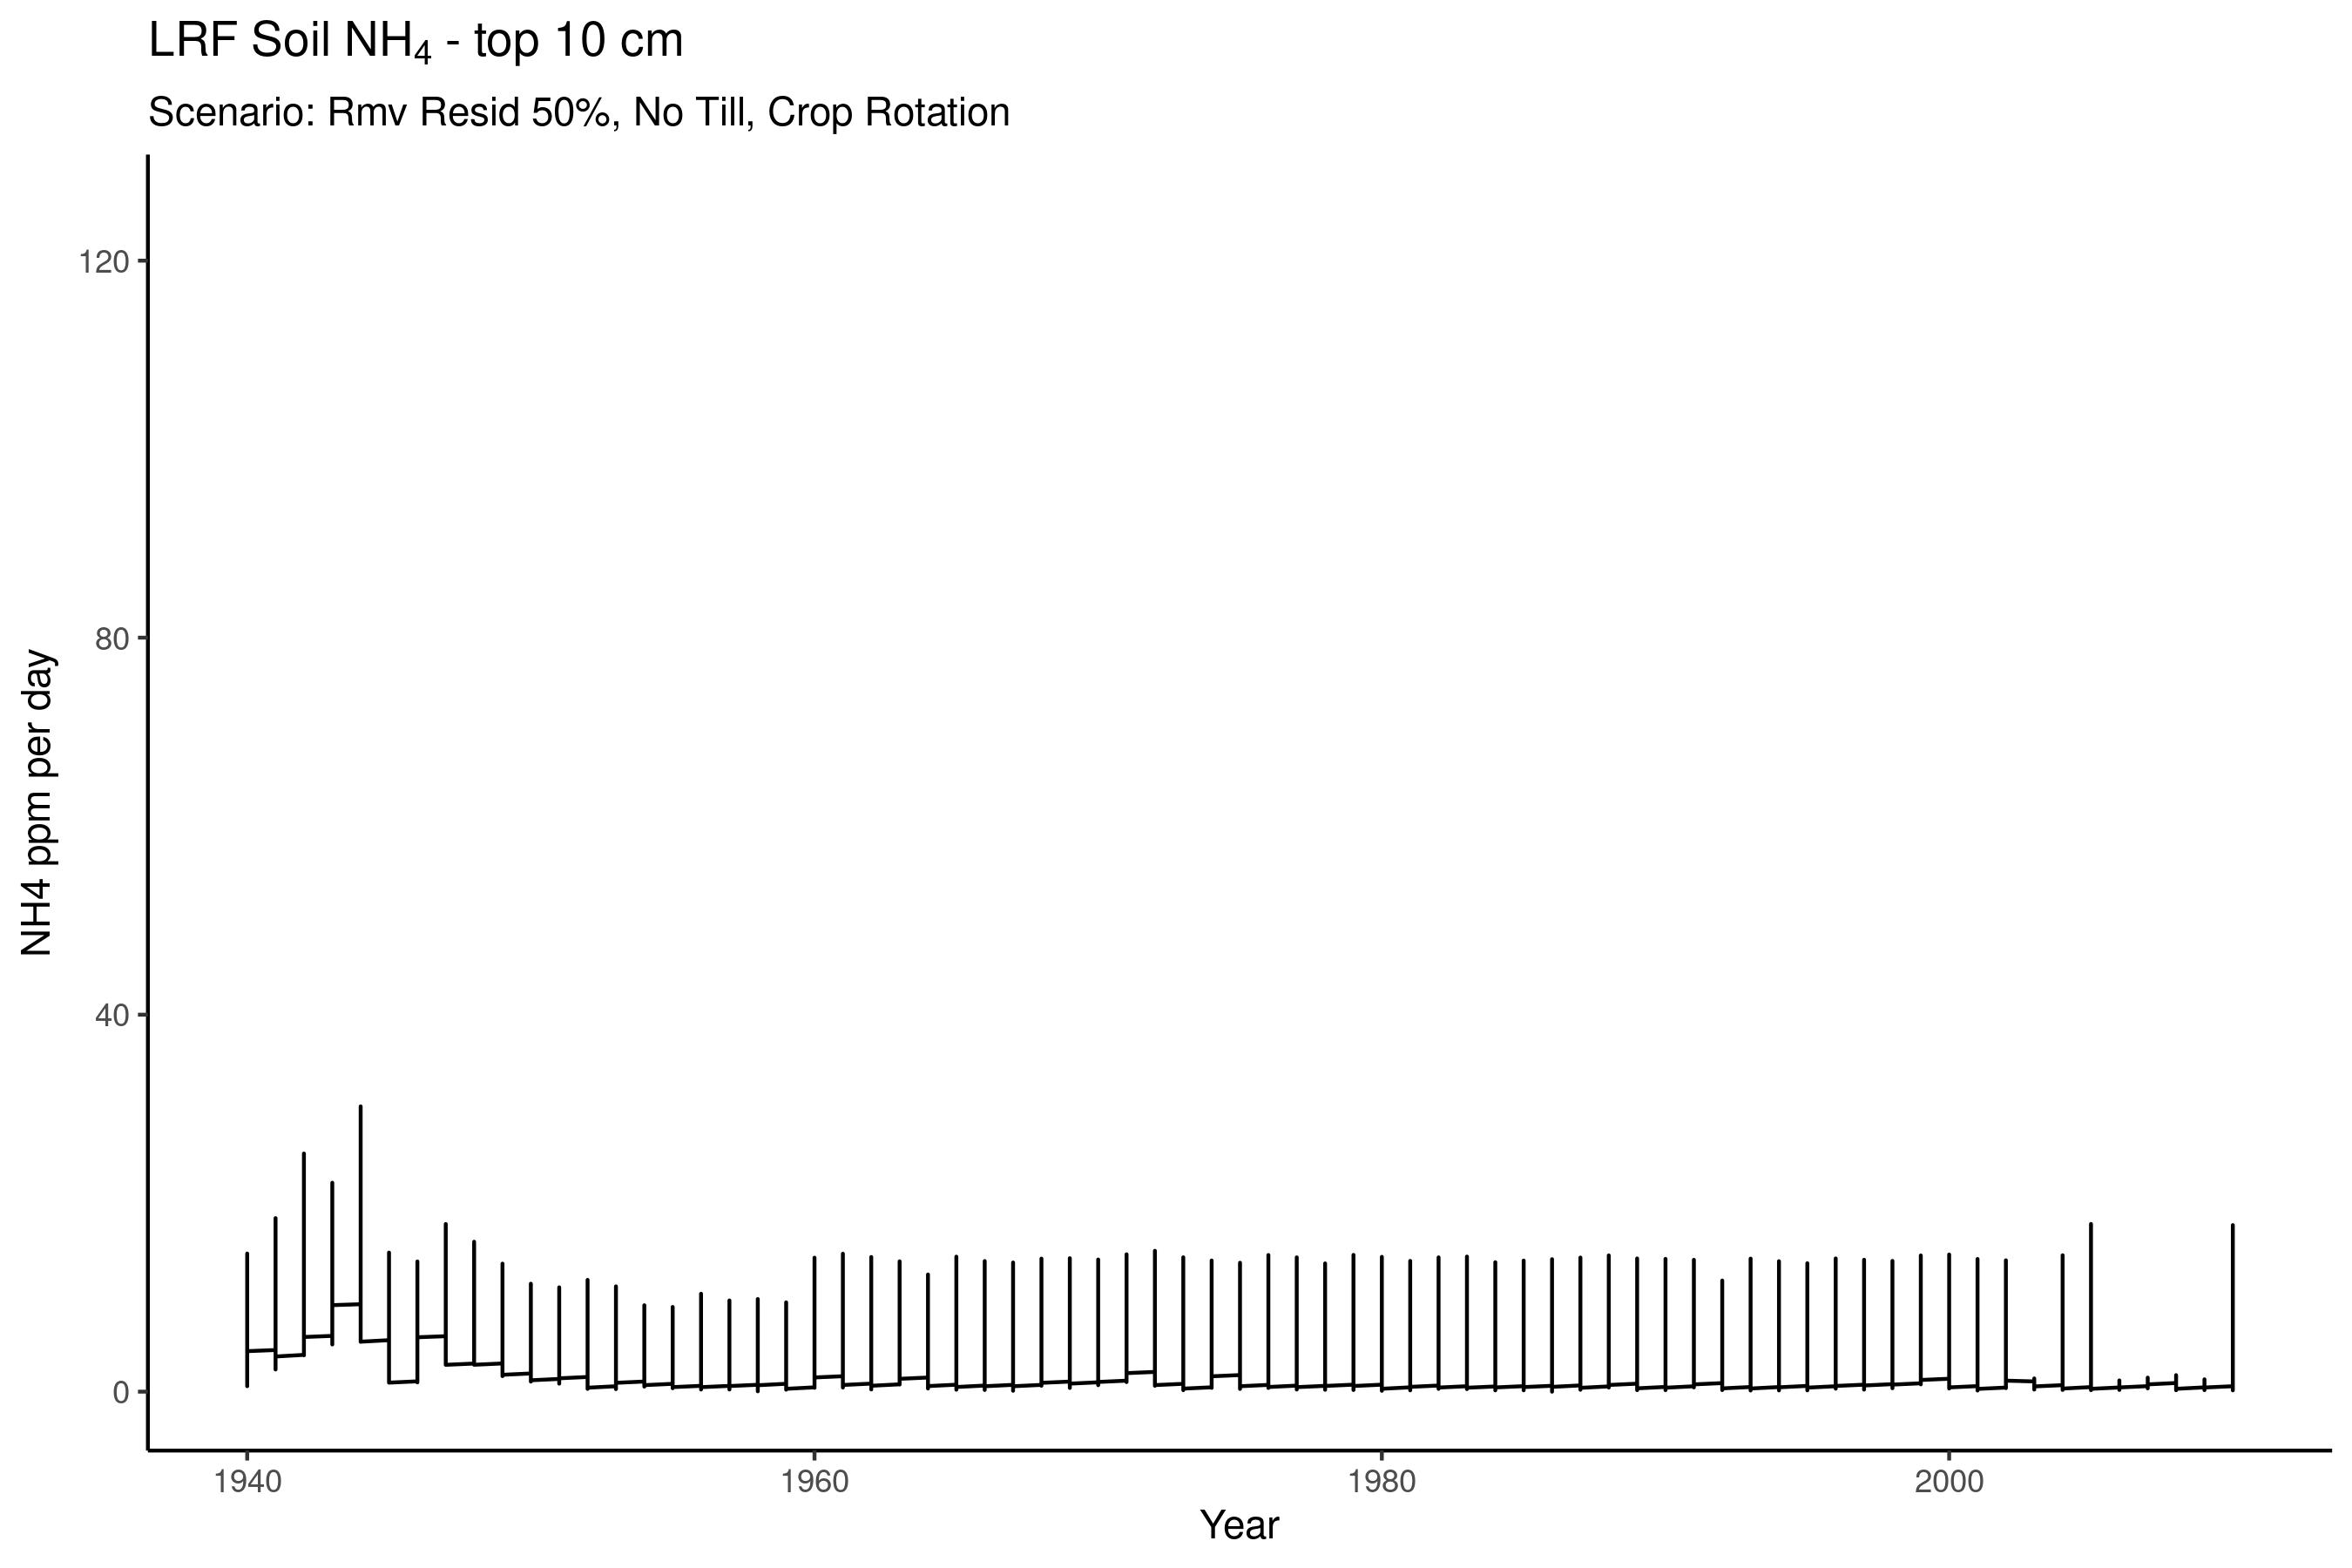 LRF Soil NH₄ - top 10 cm
Scenario: Rmv Resid 50%, No Till, Crop Rotation
NH4 ppm per day
120
80
40
0
1940 1960 1980 2000
Year